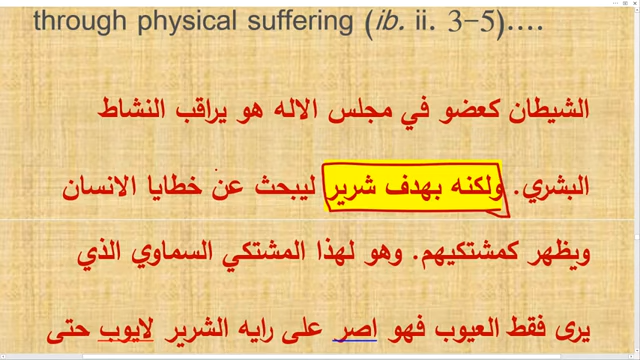 through physical suffering (ib. ii. 3-5)....
الشيطان كعضو في مجلس الاله هو يراقب النشاط
البشري. ولكنه بهدف شرير ليبحث عن خطايا الانسان
ويظهر كمشتكيهم. وهو لهذا المشتكي السماوي الذي
يرى فقط العيوب فهو اصر على رايه الشرير لايوب حتى